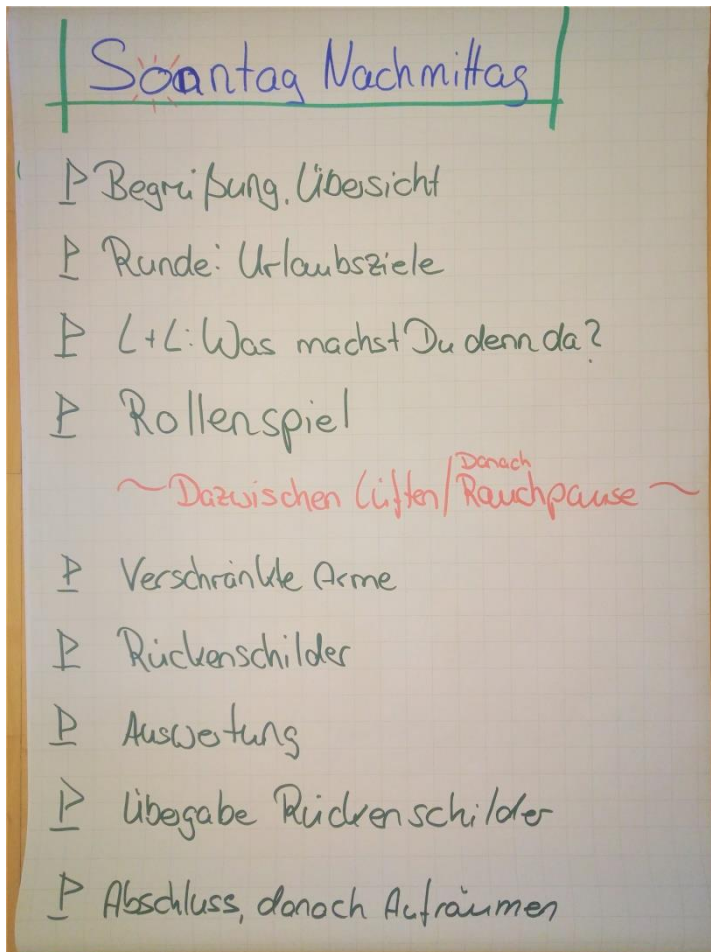 Sonntag Nachmittag
Begrüßung, Übersicht
Runde: Urlaubsziele
L+L: Was machst Du denn da?
Rollenspiel
~ Dazwischen Lüften / Danach Rauchpause ~
Verschränkte Arme
Rückenschilder
Auswertung
Übergabe Rückenschilder
Abschluss, danach Aufräumen